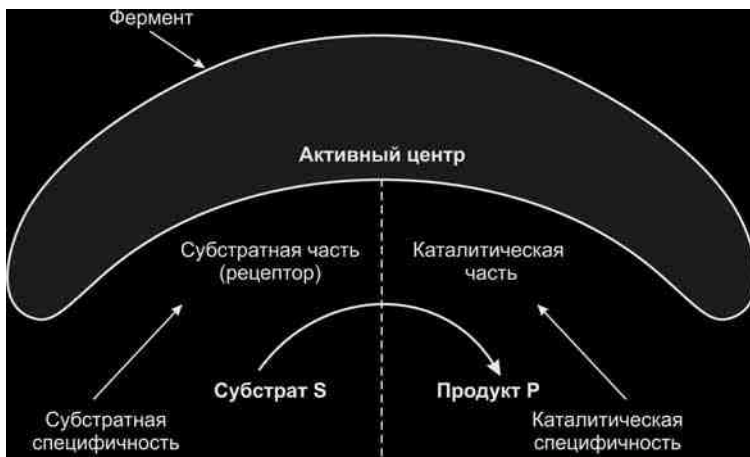 Фермент
Активный центр
Субстратная часть
(рецептор)
Каталитическая
часть
Субстрат S
Продукт P
Субстратная
специфичность
Каталитическая
специфичность